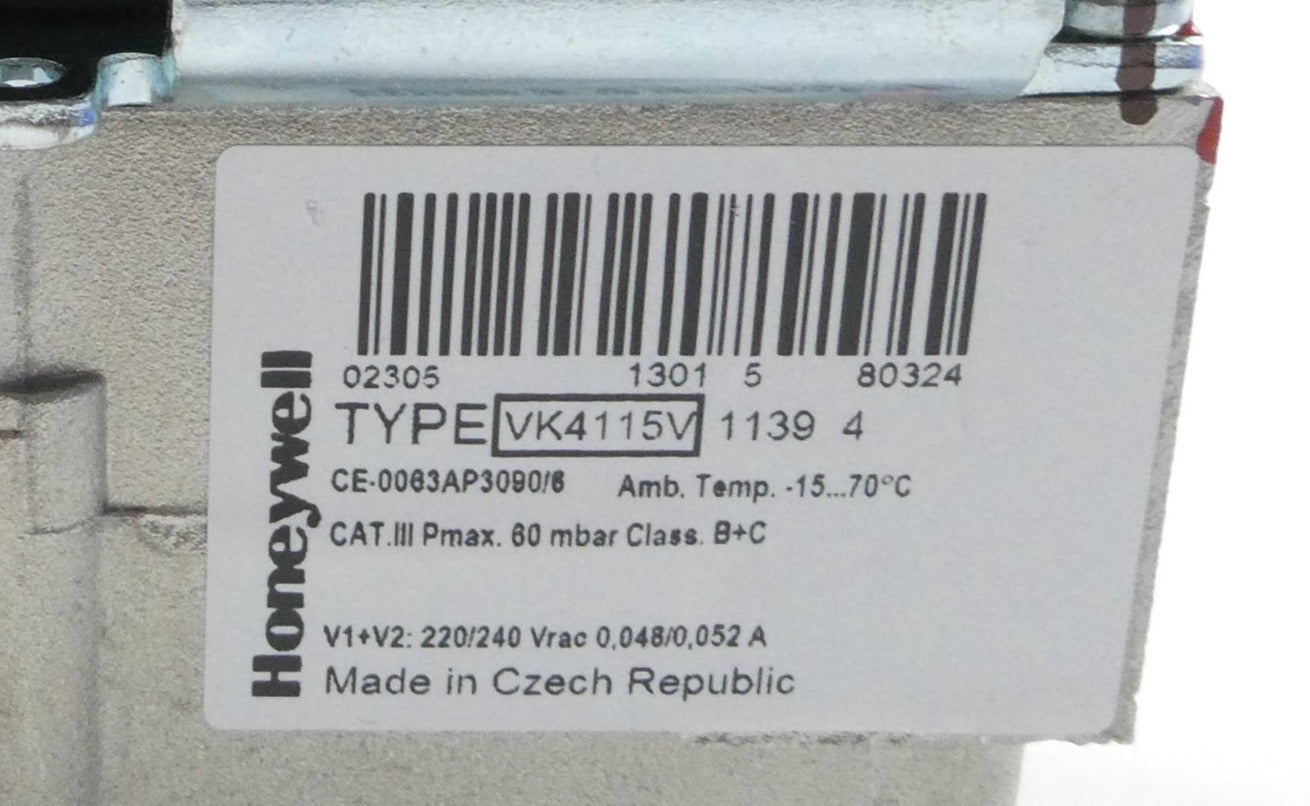 02305 1301 5 80324
TYPE VK4115V 1139 4
CE-0063AP3090/6 Amb. Temp. -15...70°C
CAT.III Pmax. 60 mbar Class. B+C
V1+V2: 220/240 Vrac 0,048/0,052 A
Made in Czech Republic
Honeywell